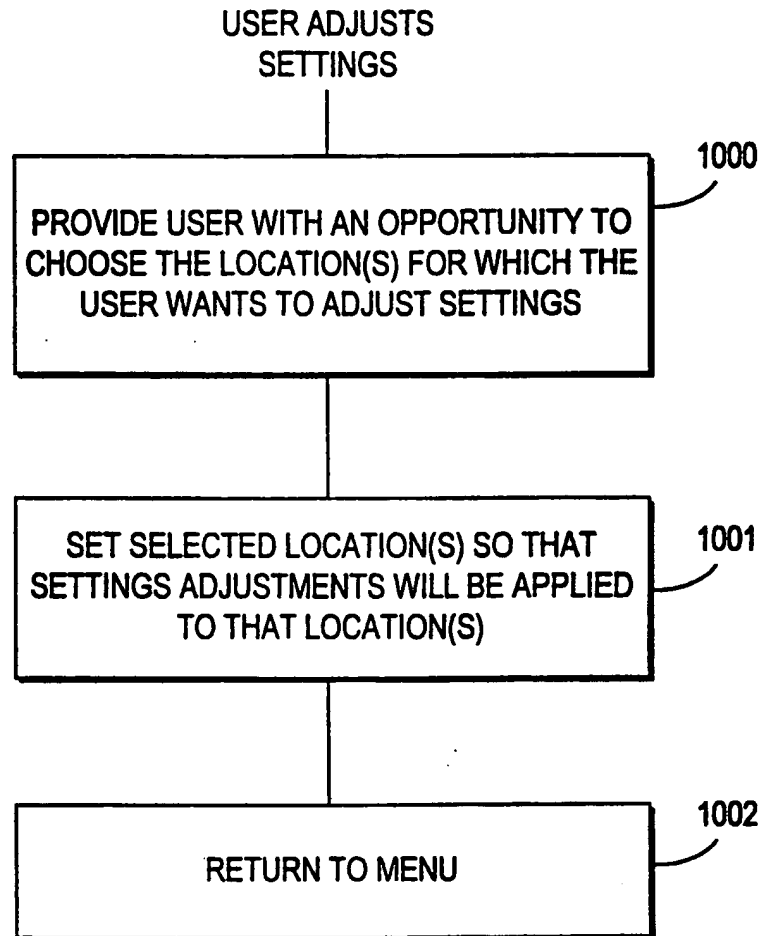 USER ADJUSTS
SETTINGS
1000
PROVIDE USER WITH AN OPPORTUNITY TO
CHOOSE THE LOCATION(S) FOR WHICH THE
USER WANTS TO ADJUST SETTINGS
1001
SET SELECTED LOCATION(S) SO THAT
SETTINGS ADJUSTMENTS WILL BE APPLIED
TO THAT LOCATION(S)
1002
RETURN TO MENU